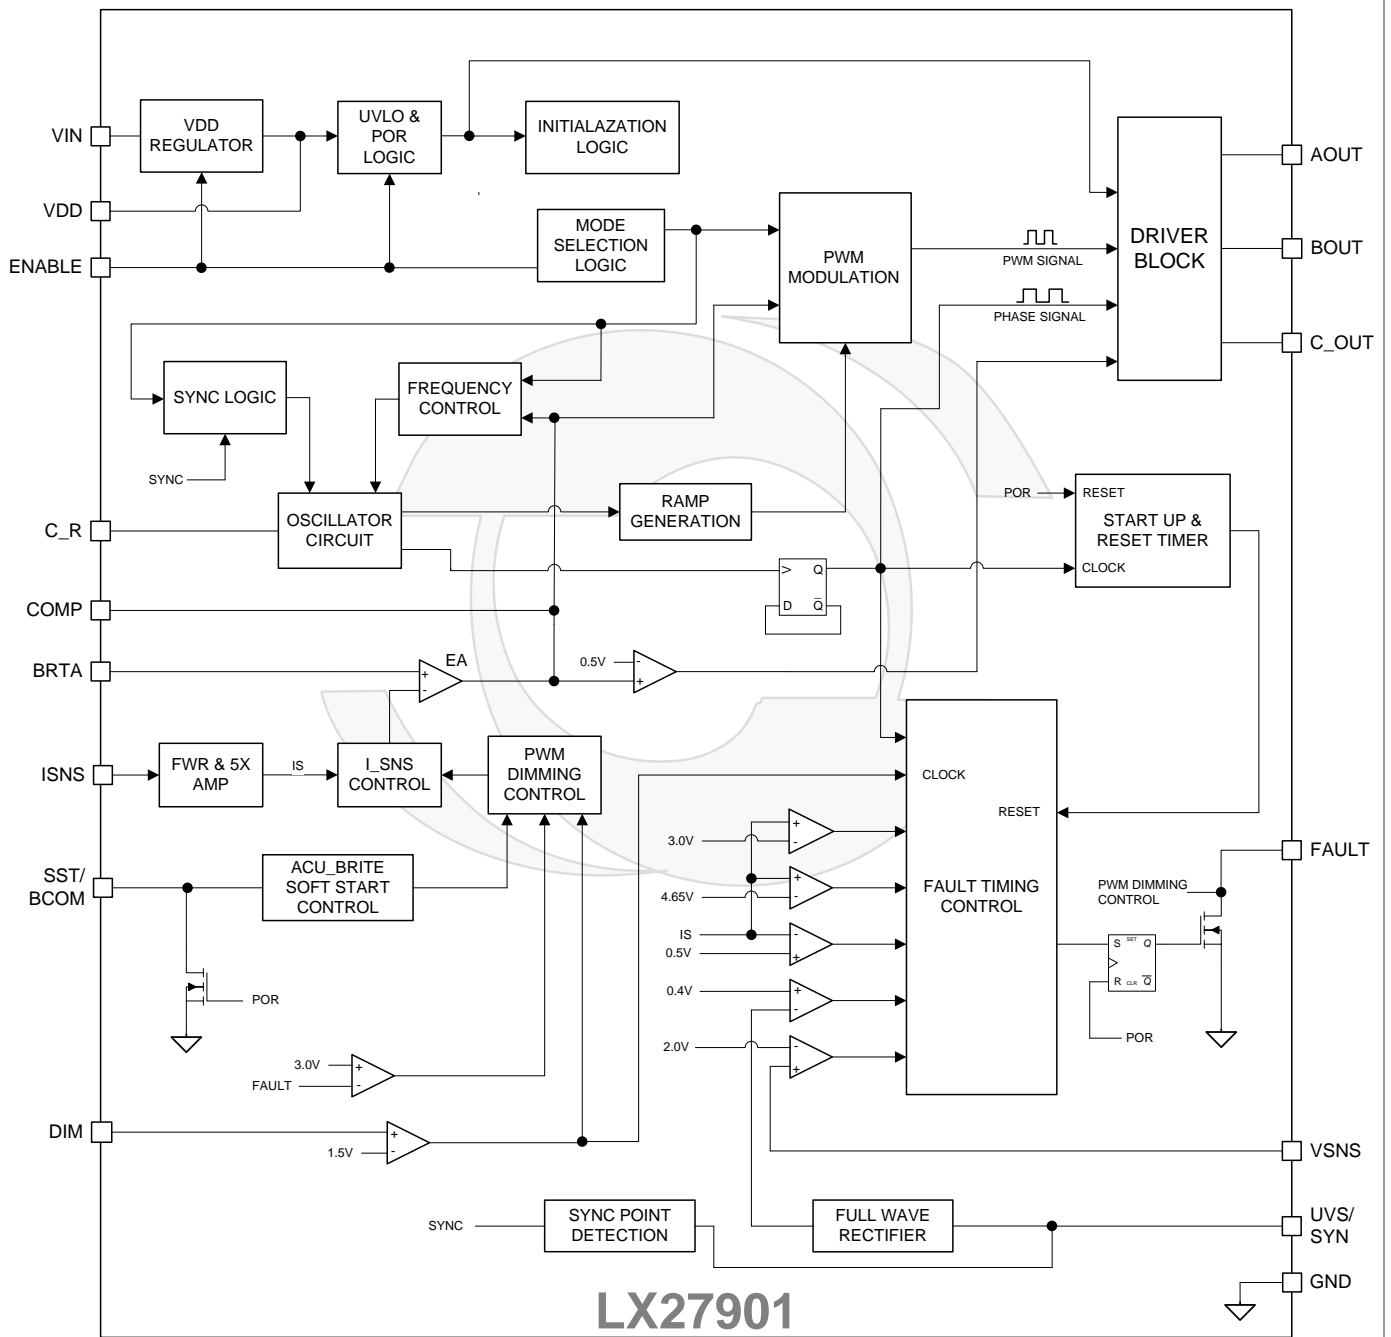 VIN
VDD
REGULATOR
UVLO &
POR
LOGIC
INITIALAZATION
LOGIC
VDD
ENABLE
MODE
SELECTION
LOGIC
PWM
MODULATION
PWM SIGNAL
PHASE SIGNAL
DRIVER
BLOCK
AOUT
BOUT
C_OUT
SYNC LOGIC
FREQUENCY
CONTROL
SYNC
C_R
OSCILLATOR
CIRCUIT
RAMP
GENERATION
POR
RESET
START UP &
RESET TIMER
CLOCK
> Q
D Q
COMP
BRTA
+
-
EA
0.5V
-
+
ISNS
FWR & 5X
AMP
IS
I_SNS
CONTROL
PWM
DIMMING
CONTROL
CLOCK
RESET
FAULT TIMING
CONTROL
3.0V
+
-
4.65V
+
-
IS
0.5V
-
+
0.4V
+
-
2.0V
-
+
SST/
BCOM
ACU_BRITE
SOFT START
CONTROL
POR
3.0V
FAULT
+
-
DIM
1.5V
+
-
FAULT
PWM DIMMING
CONTROL
S SET Q
R CLR Q
POR
VSNS
SYNC
SYNC POINT
DETECTION
FULL WAVE
RECTIFIER
UVS/
SYN
GND
LX27901